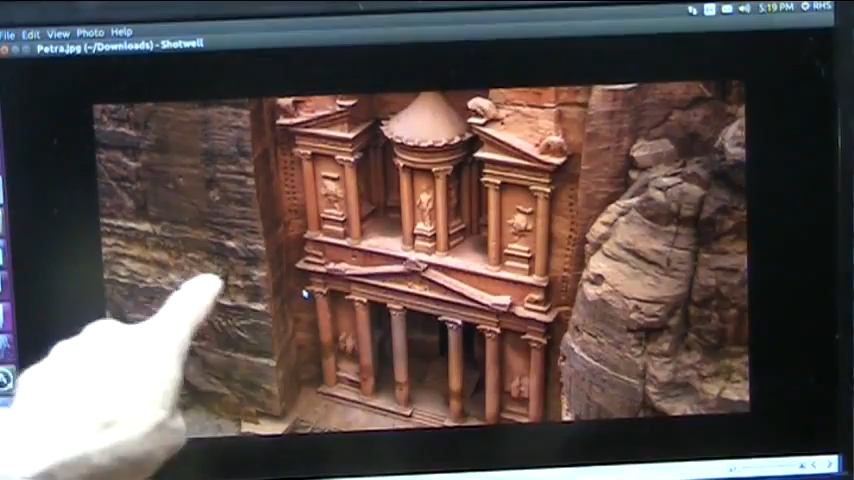 File Edit View Photo Help
5:19 PM RHS
Petra.jpg (~/Downloads) - Shotwell